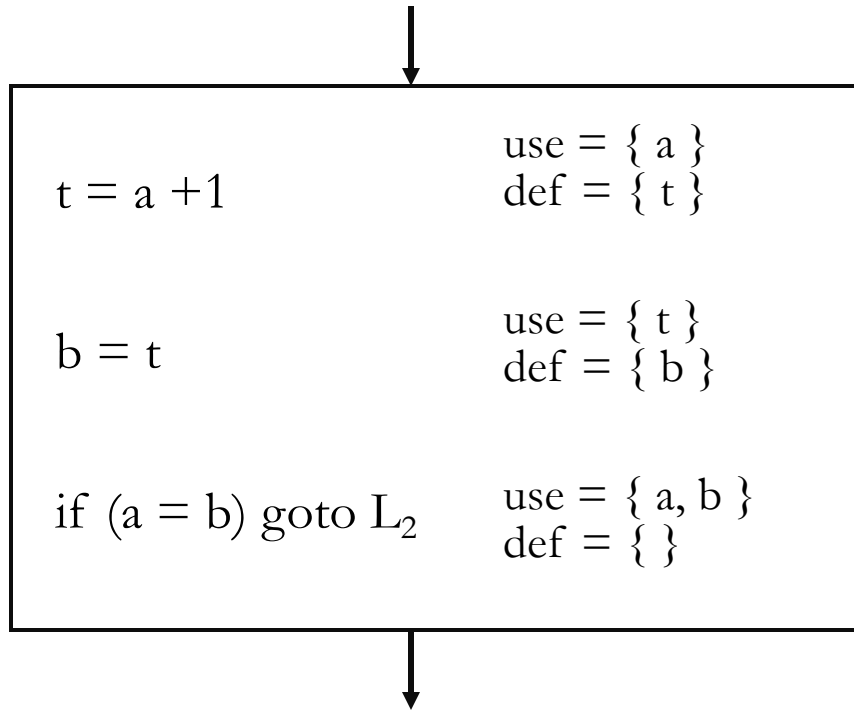 use = { a }
t = a +1
def = { t }
use = { t }
b = t
def = { b }
if (a = b) goto L₂
use = { a, b }
def = { }